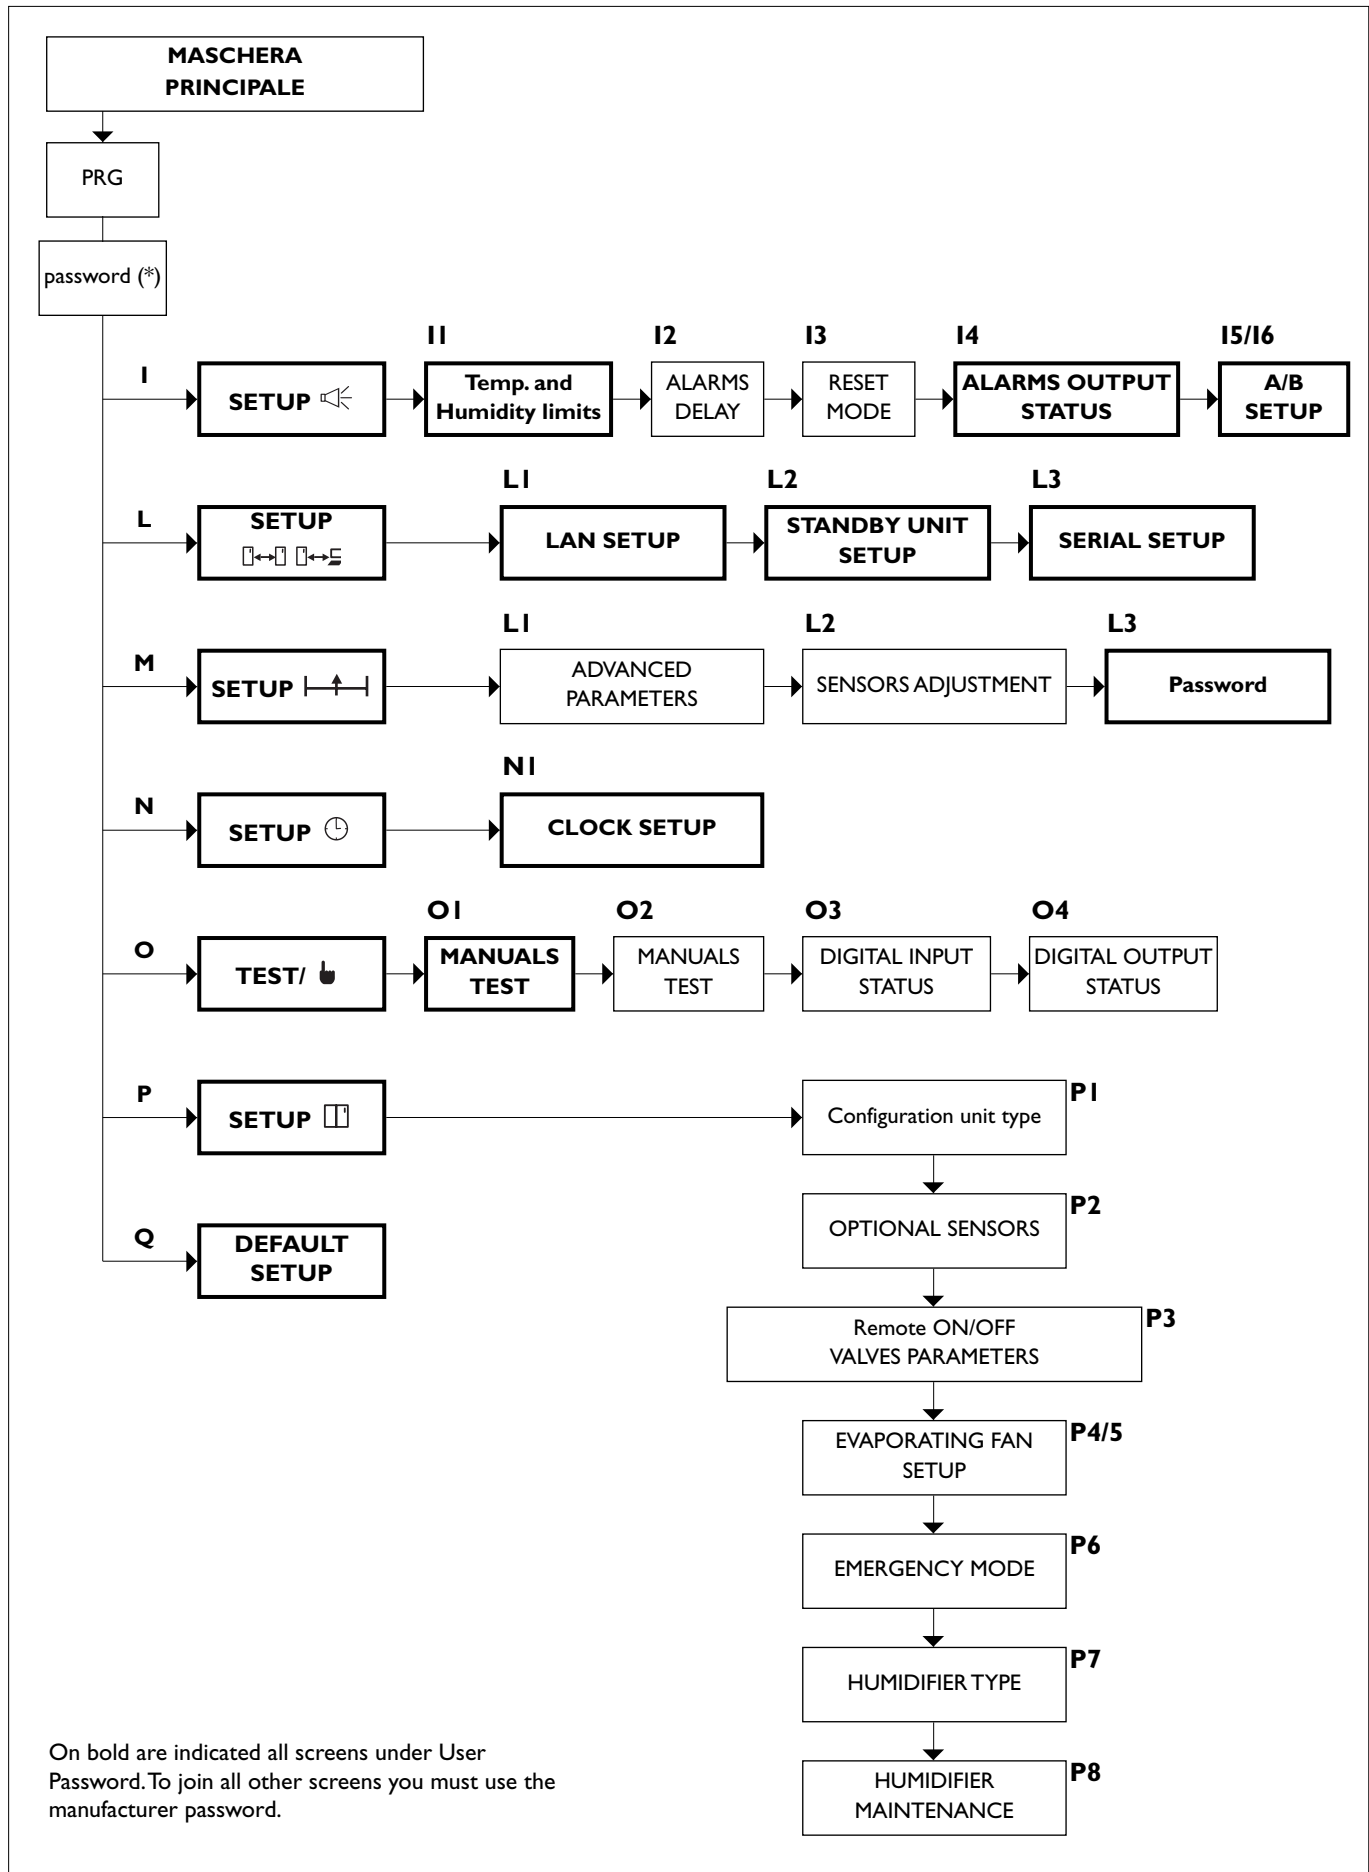 MASCHERA
PRINCIPALE
PRG
password (*)
I
SETUP
I1
Temp. and
Humidity limits
I2
ALARMS
DELAY
I3
RESET
MODE
I4
ALARMS OUTPUT
STATUS
I5/I6
A/B
SETUP
L
SETUP
L1
LAN SETUP
L2
STANDBY UNIT
SETUP
L3
SERIAL SETUP
M
SETUP
L1
ADVANCED
PARAMETERS
L2
SENSORS ADJUSTMENT
L3
Password
N
SETUP
N1
CLOCK SETUP
O
TEST/
O1
MANUALS
TEST
O2
MANUALS
TEST
O3
DIGITAL INPUT
STATUS
O4
DIGITAL OUTPUT
STATUS
P
SETUP
Configuration unit type
P1
OPTIONAL SENSORS
P2
Q
DEFAULT
SETUP
Remote ON/OFF
VALVES PARAMETERS
P3
EVAPORATING FAN
SETUP
P4/5
EMERGENCY MODE
P6
HUMIDIFIER TYPE
P7
HUMIDIFIER
MAINTENANCE
P8
On bold are indicated all screens under User
Password. To join all other screens you must use the
manufacturer password.